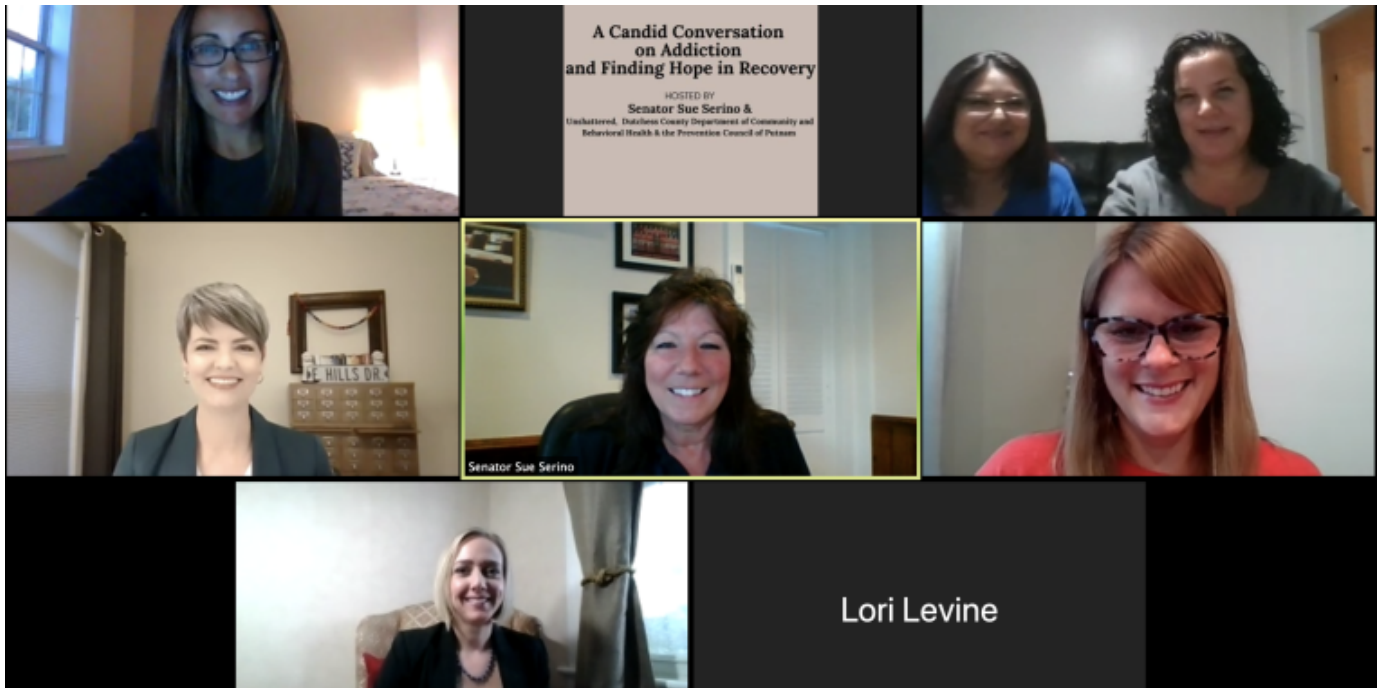 A Candid Conversation
on Addiction
and Finding Hope in Recovery
HOSTED BY
Senator Sue Serino &
Unshattered, Dutchess County Department of Community and
Behavioral Health & the Prevention Council of Putnam
E HILLS DR
Senator Sue Serino
Lori Levine